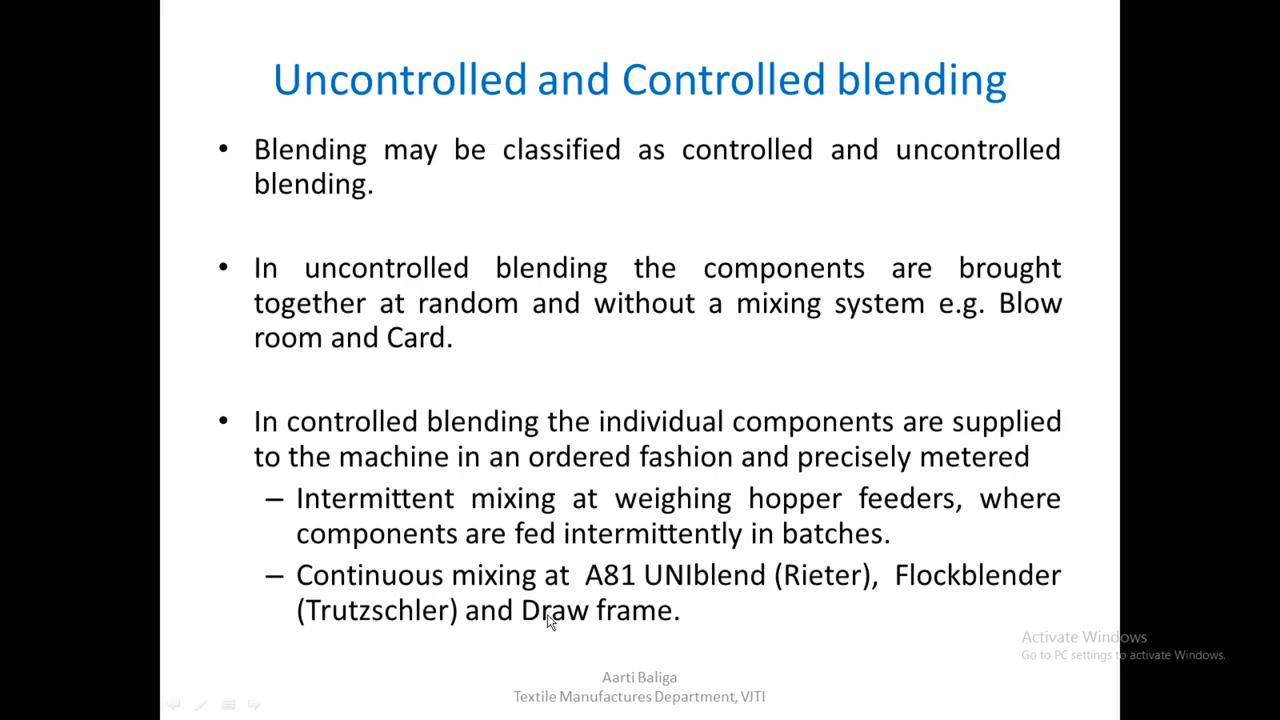 Uncontrolled and Controlled blending
• Blending may be classified as controlled and uncontrolled
blending.
• In uncontrolled blending the components are brought
together at random and without a mixing system e.g. Blow
room and Card.
• In controlled blending the individual components are supplied
to the machine in an ordered fashion and precisely metered
– Intermittent mixing at weighing hopper feeders, where
components are fed intermittently in batches.
– Continuous mixing at A81 UNIblend (Rieter), Flockblender
(Trutzschler) and Draw frame.
Activate Windows
Go to PC settings to activate Windows.
Aarti Baliga
Textile Manufactures Department, VJTI